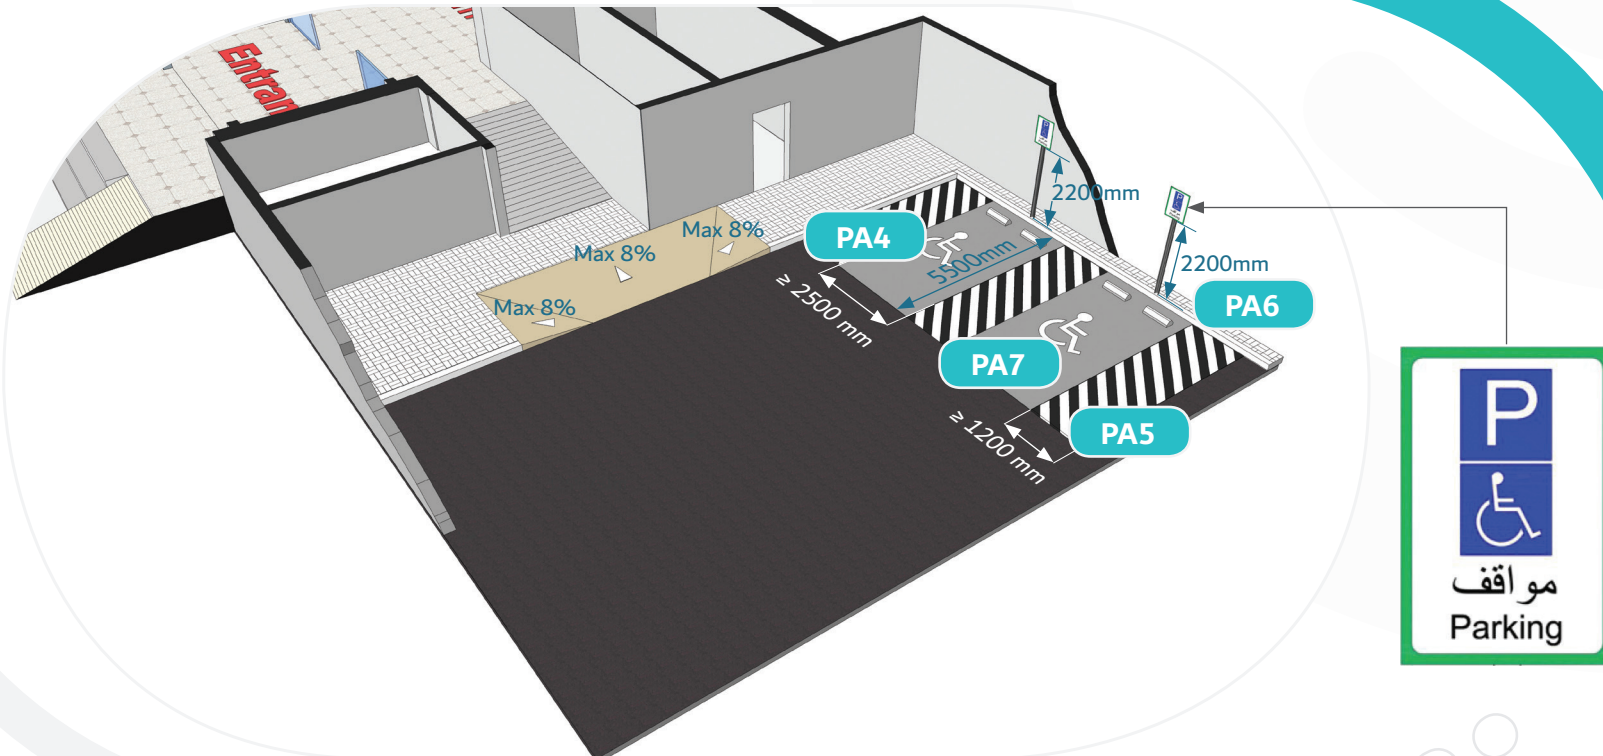 Entran
2200mm
PA4
Max 8%
Max 8%
5500mm
2200mm
≥ 2500 mm
PA6
Max 8%
PA7
≥ 1200 mm
PA5
P
مواقف
Parking